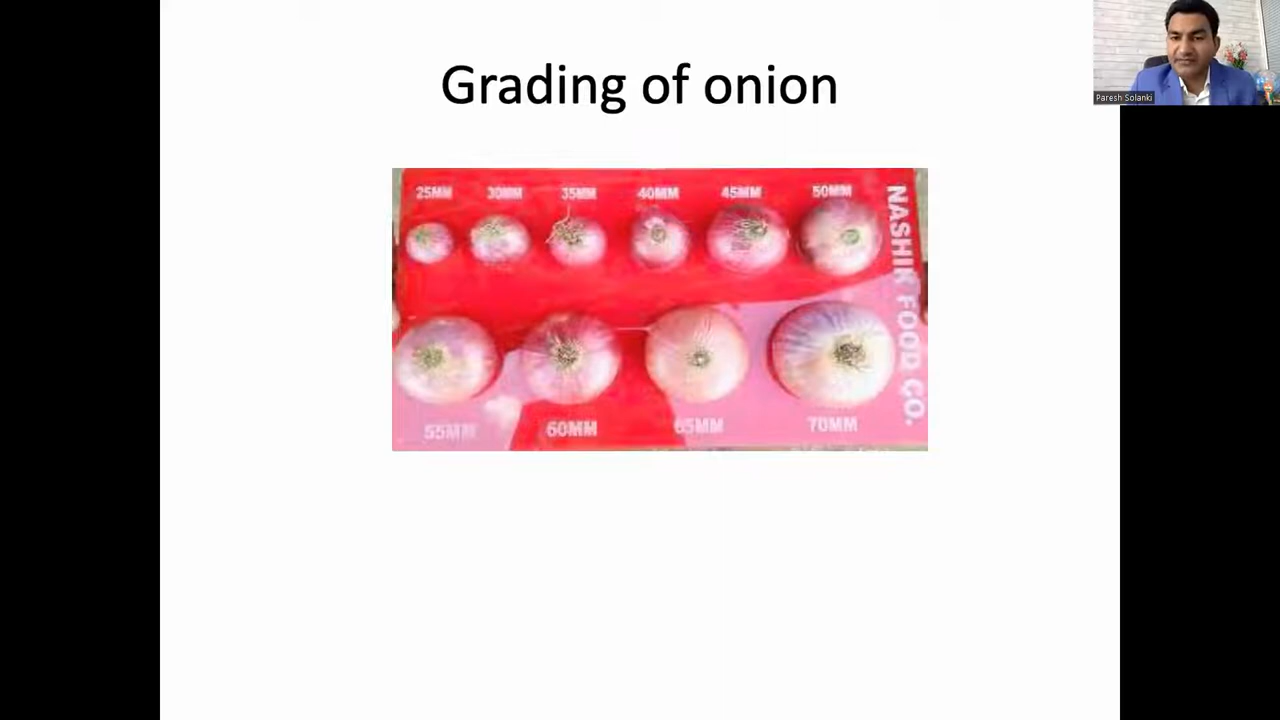 Grading of onion
Paresh Solanki
25MM 30MM 35MM 40MM 45MM 50MM
NASHIK FOOD CO.
55MM 60MM 65MM 70MM